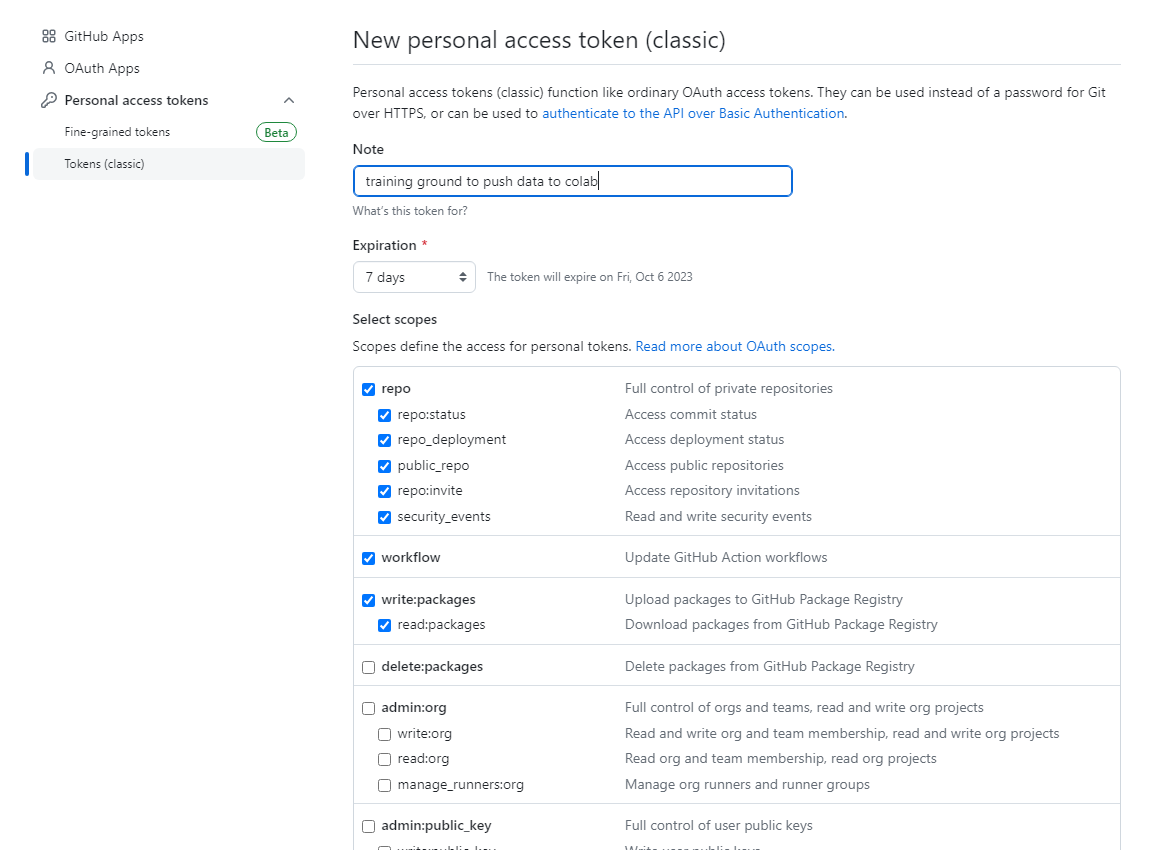 GitHub Apps
OAuth Apps
Personal access tokens
Fine-grained tokens Beta
Tokens (classic)
New personal access token (classic)
Personal access tokens (classic) function like ordinary OAuth access tokens. They can be used instead of a password for Git
over HTTPS, or can be used to authenticate to the API over Basic Authentication.
Note
training ground to push data to colab
What's this token for?
Expiration *
7 days The token will expire on Fri, Oct 6 2023
Select scopes
Scopes define the access for personal tokens. Read more about OAuth scopes.
repo Full control of private repositories
repo:status Access commit status
repo_deployment Access deployment status
public_repo Access public repositories
repo:invite Access repository invitations
security_events Read and write security events
workflow Update GitHub Action workflows
write:packages Upload packages to GitHub Package Registry
read:packages Download packages from GitHub Package Registry
delete:packages Delete packages from GitHub Package Registry
admin:org Full control of orgs and teams, read and write org projects
write:org Read and write org and team membership, read and write org projects
read:org Read org and team membership, read org projects
manage_runners:org Manage org runners and runner groups
admin:public_key Full control of user public keys
write:public_key Write user public keys